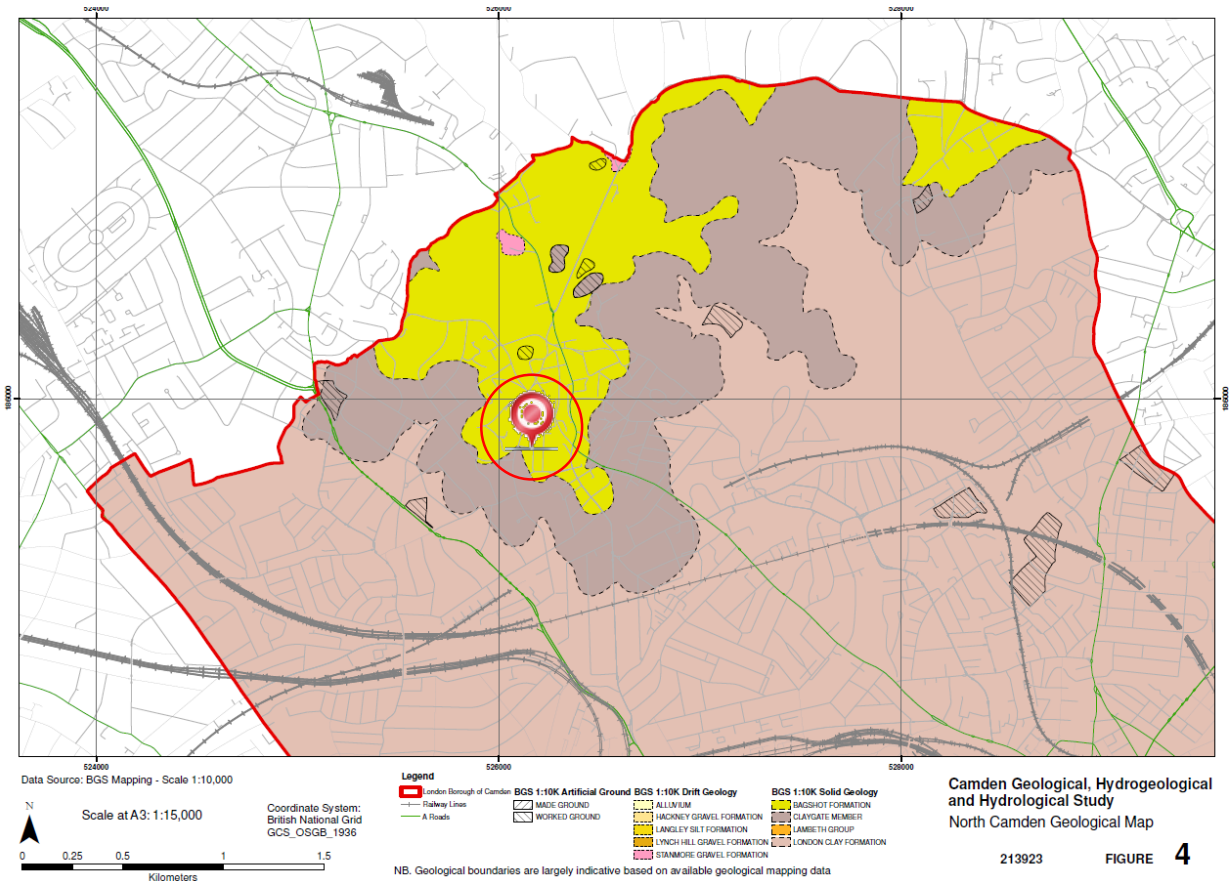 524000
526000
528000
186000
186000
524000
526000
528000
Data Source: BGS Mapping - Scale 1:10,000
N
Scale at A3: 1:15,000
Coordinate System:
British National Grid
GCS_OSGB_1936
0 0.25 0.5 1 1.5
Kilometers
Legend
London Borough of Camden
Railway Lines
A Roads
BGS 1:10K Artificial Ground
MADE GROUND
WORKED GROUND
BGS 1:10K Drift Geology
ALLUVIUM
HACKNEY GRAVEL FORMATION
LANGLEY SILT FORMATION
LYNCH HILL GRAVEL FORMATION
STANMORE GRAVEL FORMATION
BGS 1:10K Solid Geology
BAGSHOT FORMATION
CLAYGATE MEMBER
LAMBETH GROUP
LONDON CLAY FORMATION
NB. Geological boundaries are largely indicative based on available geological mapping data
Camden Geological, Hydrogeological
and Hydrological Study
North Camden Geological Map
213923 FIGURE 4